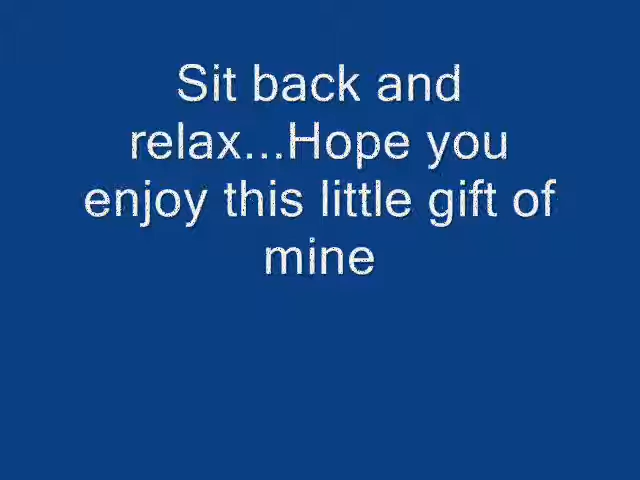 Sit back and
relax...Hope you
enjoy this little gift of
mine